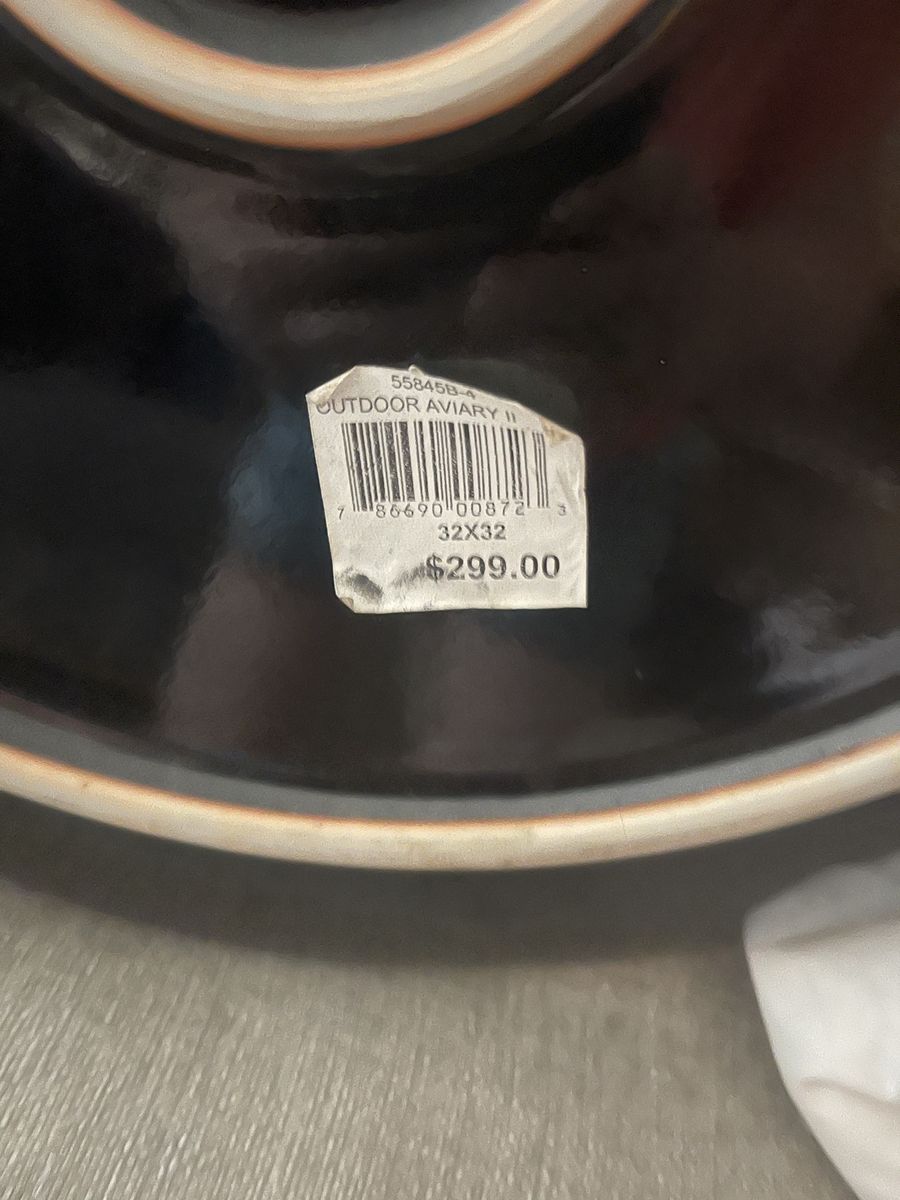 55845B-4
OUTDOOR AVIARY II
7 86690 00872 3
32X32
$299.00